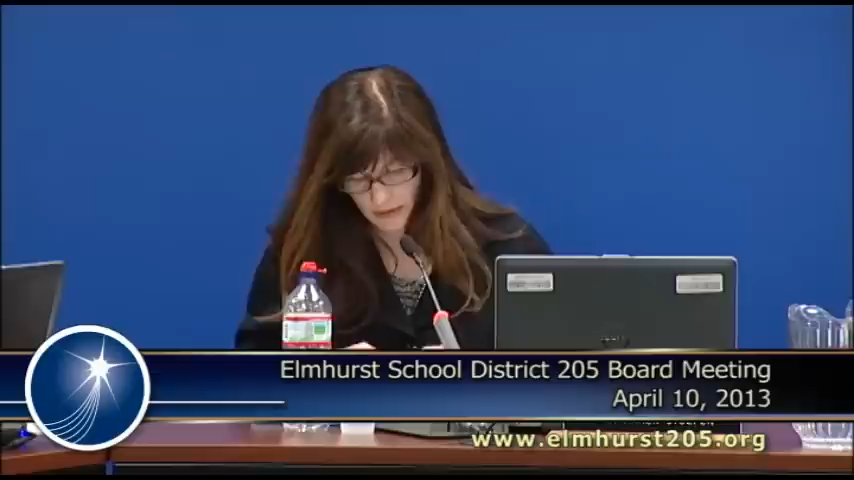 Elmhurst School District 205 Board Meeting
April 10, 2013
www.elmhurst205.org